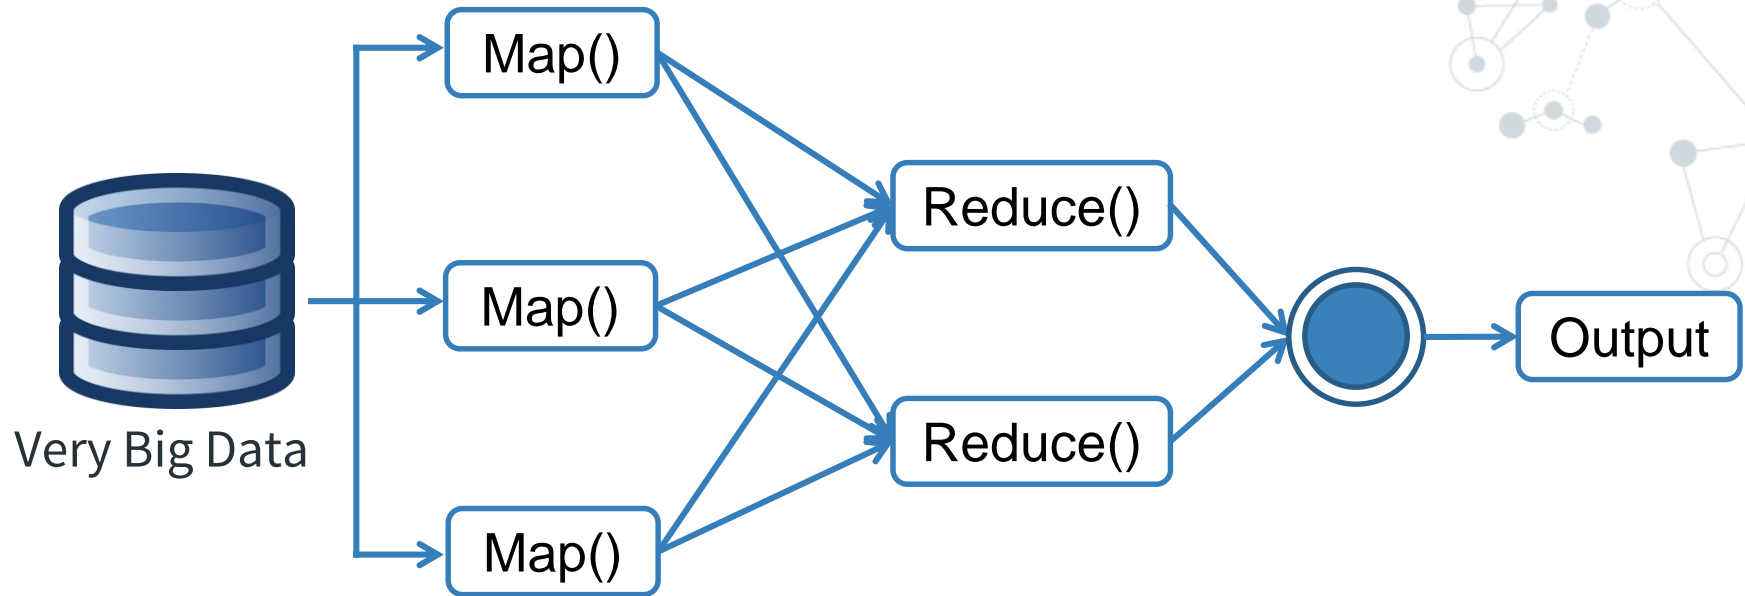 Map()
Map()
Map()
Very Big Data
Reduce()
Reduce()
Output